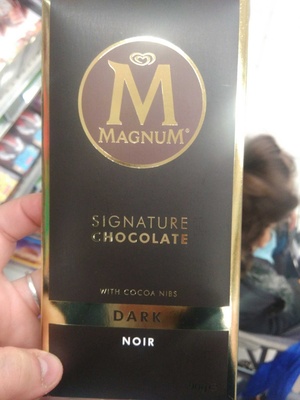 M
MAGNUM®
SIGNATURE
CHOCOLATE
WITH COCOA NIBS
DARK
NOIR